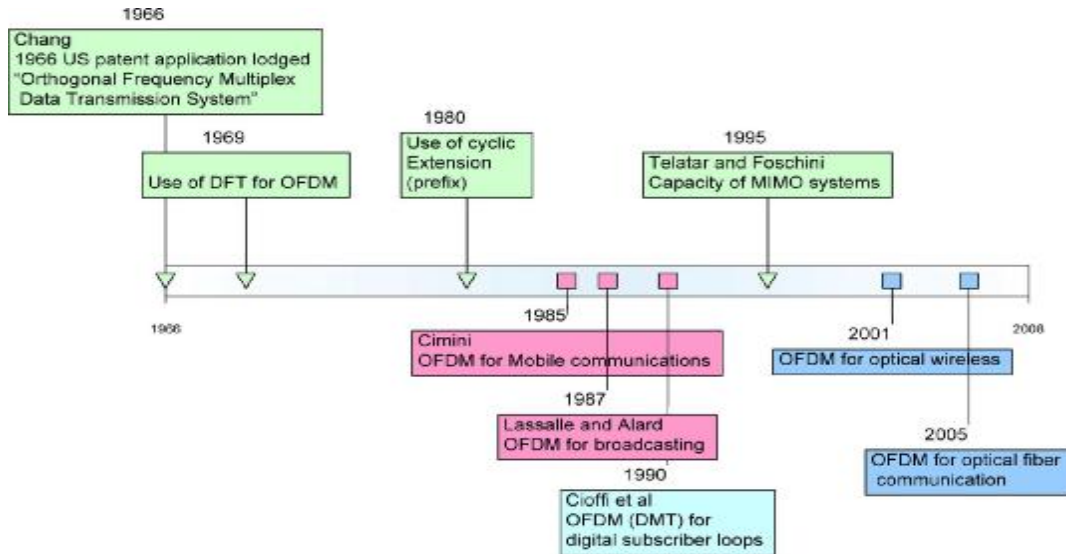 1966
Chang
1966 US patent application lodged
"Orthogonal Frequency Multiplex
Data Transmission System"
1969
Use of DFT for OFDM
1980
Use of cyclic
Extension
(prefix)
1995
Telatar and Foschini
Capacity of MIMO systems
1966
2008
1985
Cimini
OFDM for Mobile communications
1987
Lassalle and Alard
OFDM for broadcasting
1990
Cioffi et al
OFDM (DMT) for
digital subscriber loops
2001
OFDM for optical wireless
2005
OFDM for optical fiber
communication